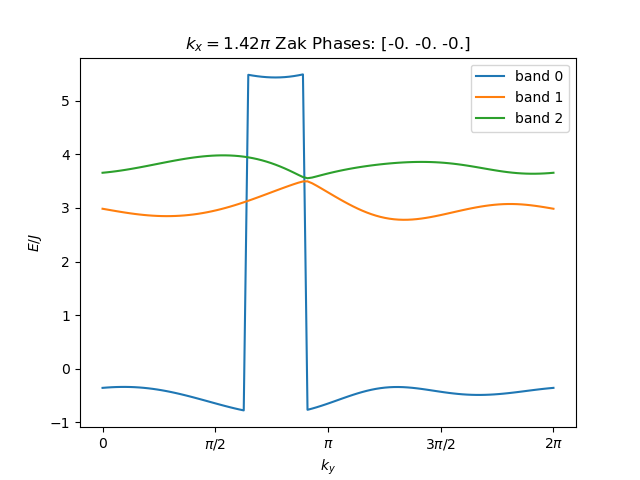 $k_x = 1.42\pi$ Zak Phases: [-0. -0. -0.]
band 0
band 1
band 2
E/J
5
4
3
2
1
0
−1
0
π/2
π
3π/2
2π
$k_y$